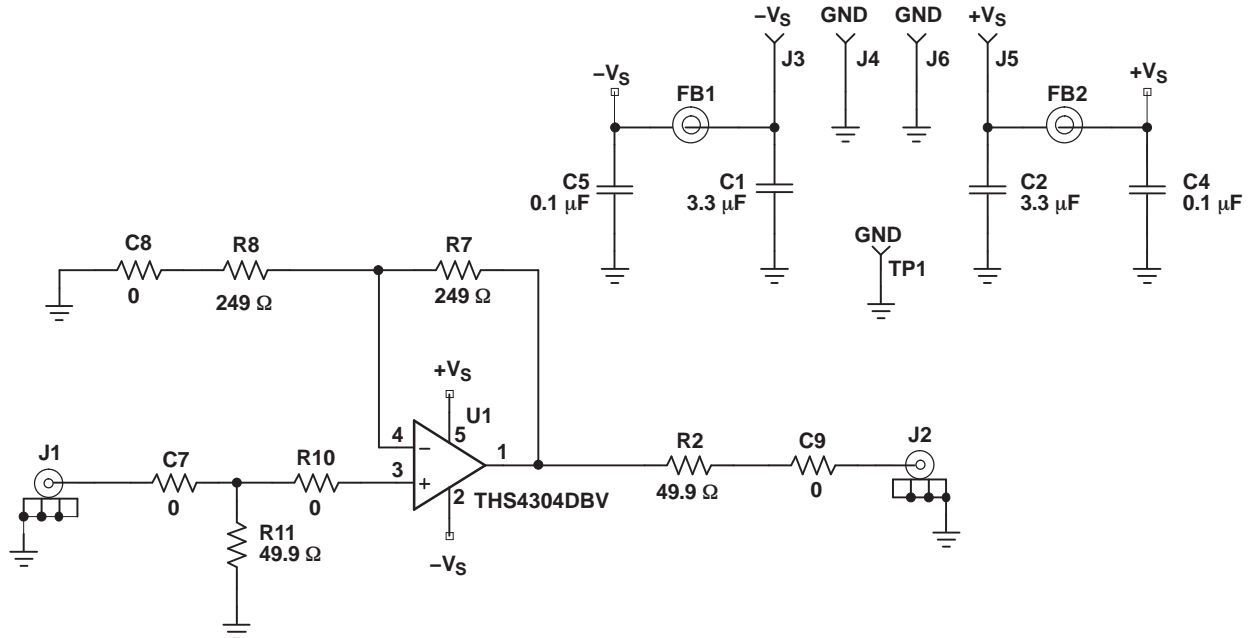 –VS GND GND +VS
J3 J4 J6 J5
–VS FB1 FB2 +VS
C5 0.1 μF
C1 3.3 μF
C2 3.3 μF
C4 0.1 μF
GND
TP1
C8 R8 R7
0 249 Ω 249 Ω
+VS
U1
4 – 5 1
3 + 2
THS4304DBV
–VS
J1 C7 R10
0 0
R11
49.9 Ω
R2 C9 J2
49.9 Ω 0